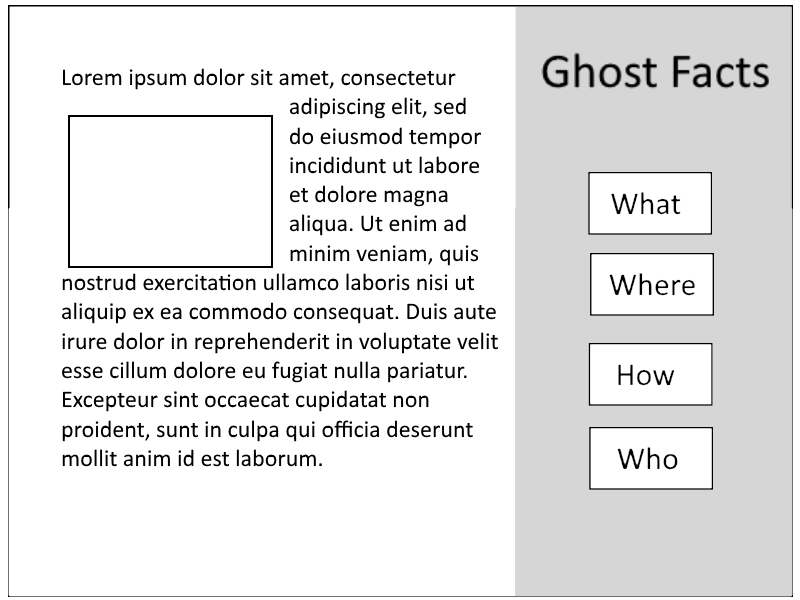 Lorem ipsum dolor sit amet, consectetur
adipiscing elit, sed
do eiusmod tempor
incididunt ut labore
et dolore magna
aliqua. Ut enim ad
minim veniam, quis
nostrud exercitation ullamco laboris nisi ut
aliquip ex ea commodo consequat. Duis aute
irure dolor in reprehenderit in voluptate velit
esse cillum dolore eu fugiat nulla pariatur.
Excepteur sint occaecat cupidatat non
proident, sunt in culpa qui officia deserunt
mollit anim id est laborum.
Ghost Facts
What
Where
How
Who